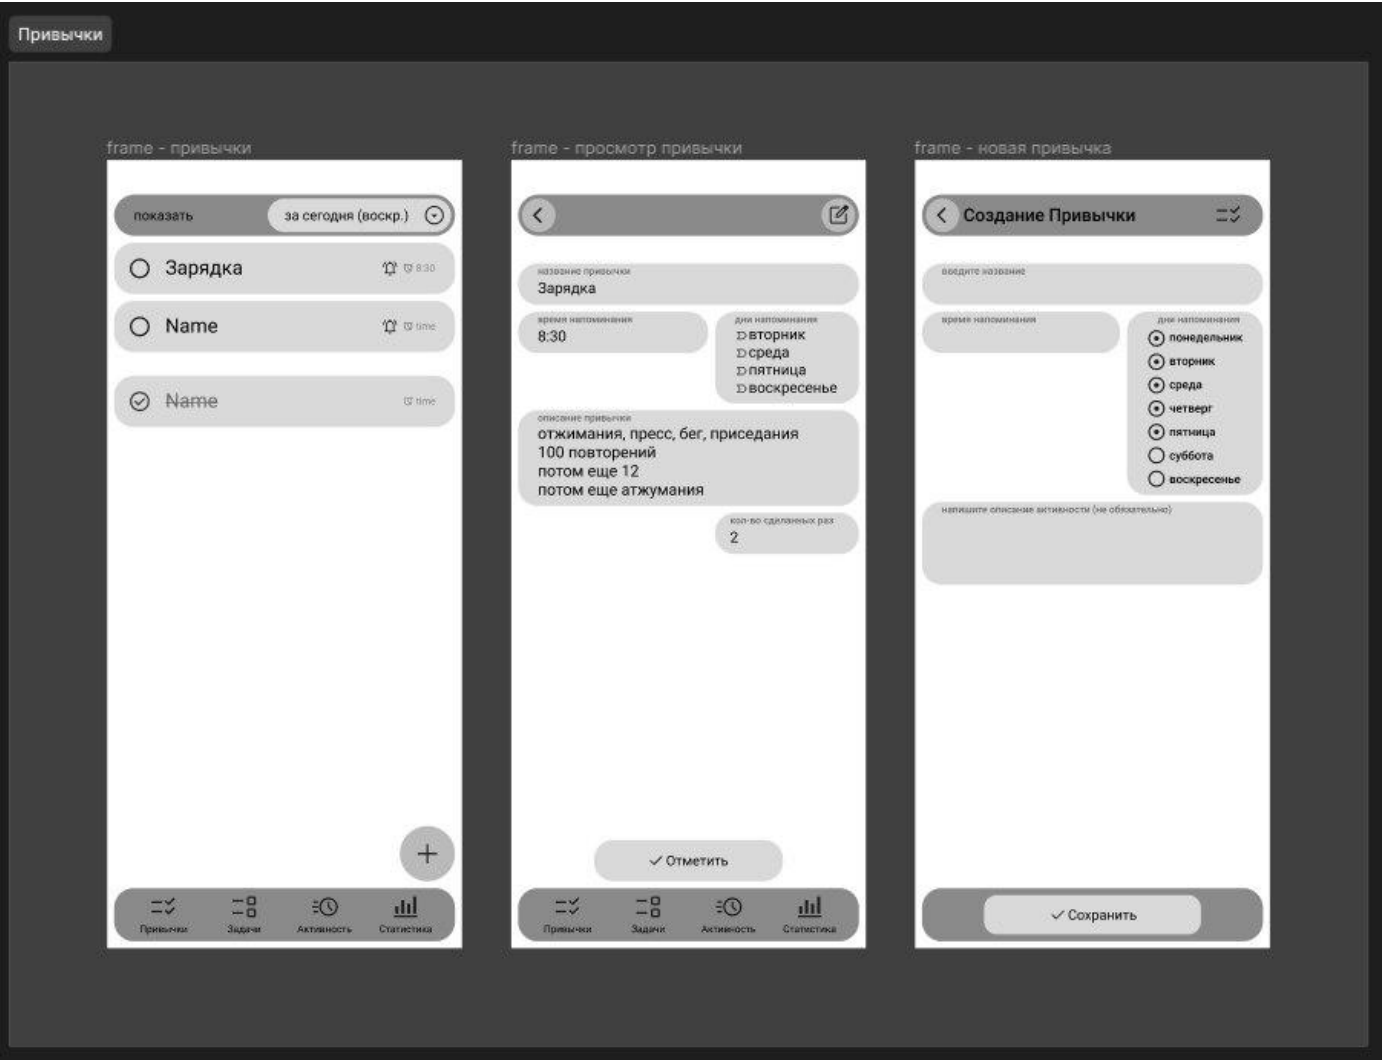 Привычки
frame - привычки
показать
за сегодня (воскр.)
Зарядка
8:30
Name
time
Name
time
Привычки
Задачи
Активность
Статистика
frame - просмотр привычки
название привычки
Зарядка
время напоминания
8:30
дни напоминания
вторник
среда
пятница
воскресенье
описание привычки
отжимания, пресс, бег, приседания
100 повторений
потом еще 12
потом еще атжумания
кол-во сделанных раз
2
✓ Отметить
Привычки
Задачи
Активность
Статистика
frame - новая привычка
Создание Привычки
введите название
время напоминания
дни напоминания
понедельник
вторник
среда
четверг
пятница
суббота
воскресенье
напишите описание активности (не обязательно)
✓ Сохранить